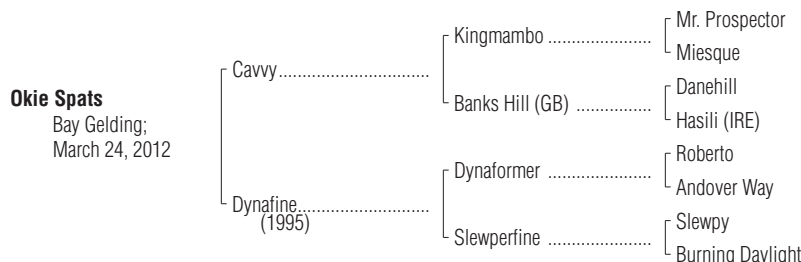 Mr. Prospector
Kingmambo ....................
Miesque
Cavvy.............................................
Danehill
Banks Hill (GB) ....................
Hasili (IRE)
Okie Spats
Bay Gelding;
March 24, 2012
Roberto
Dynaformer ....................
Andover Way
Dynafine.......................................
(1995)
Slewpy
Slewperfine ....................
Burning Daylight